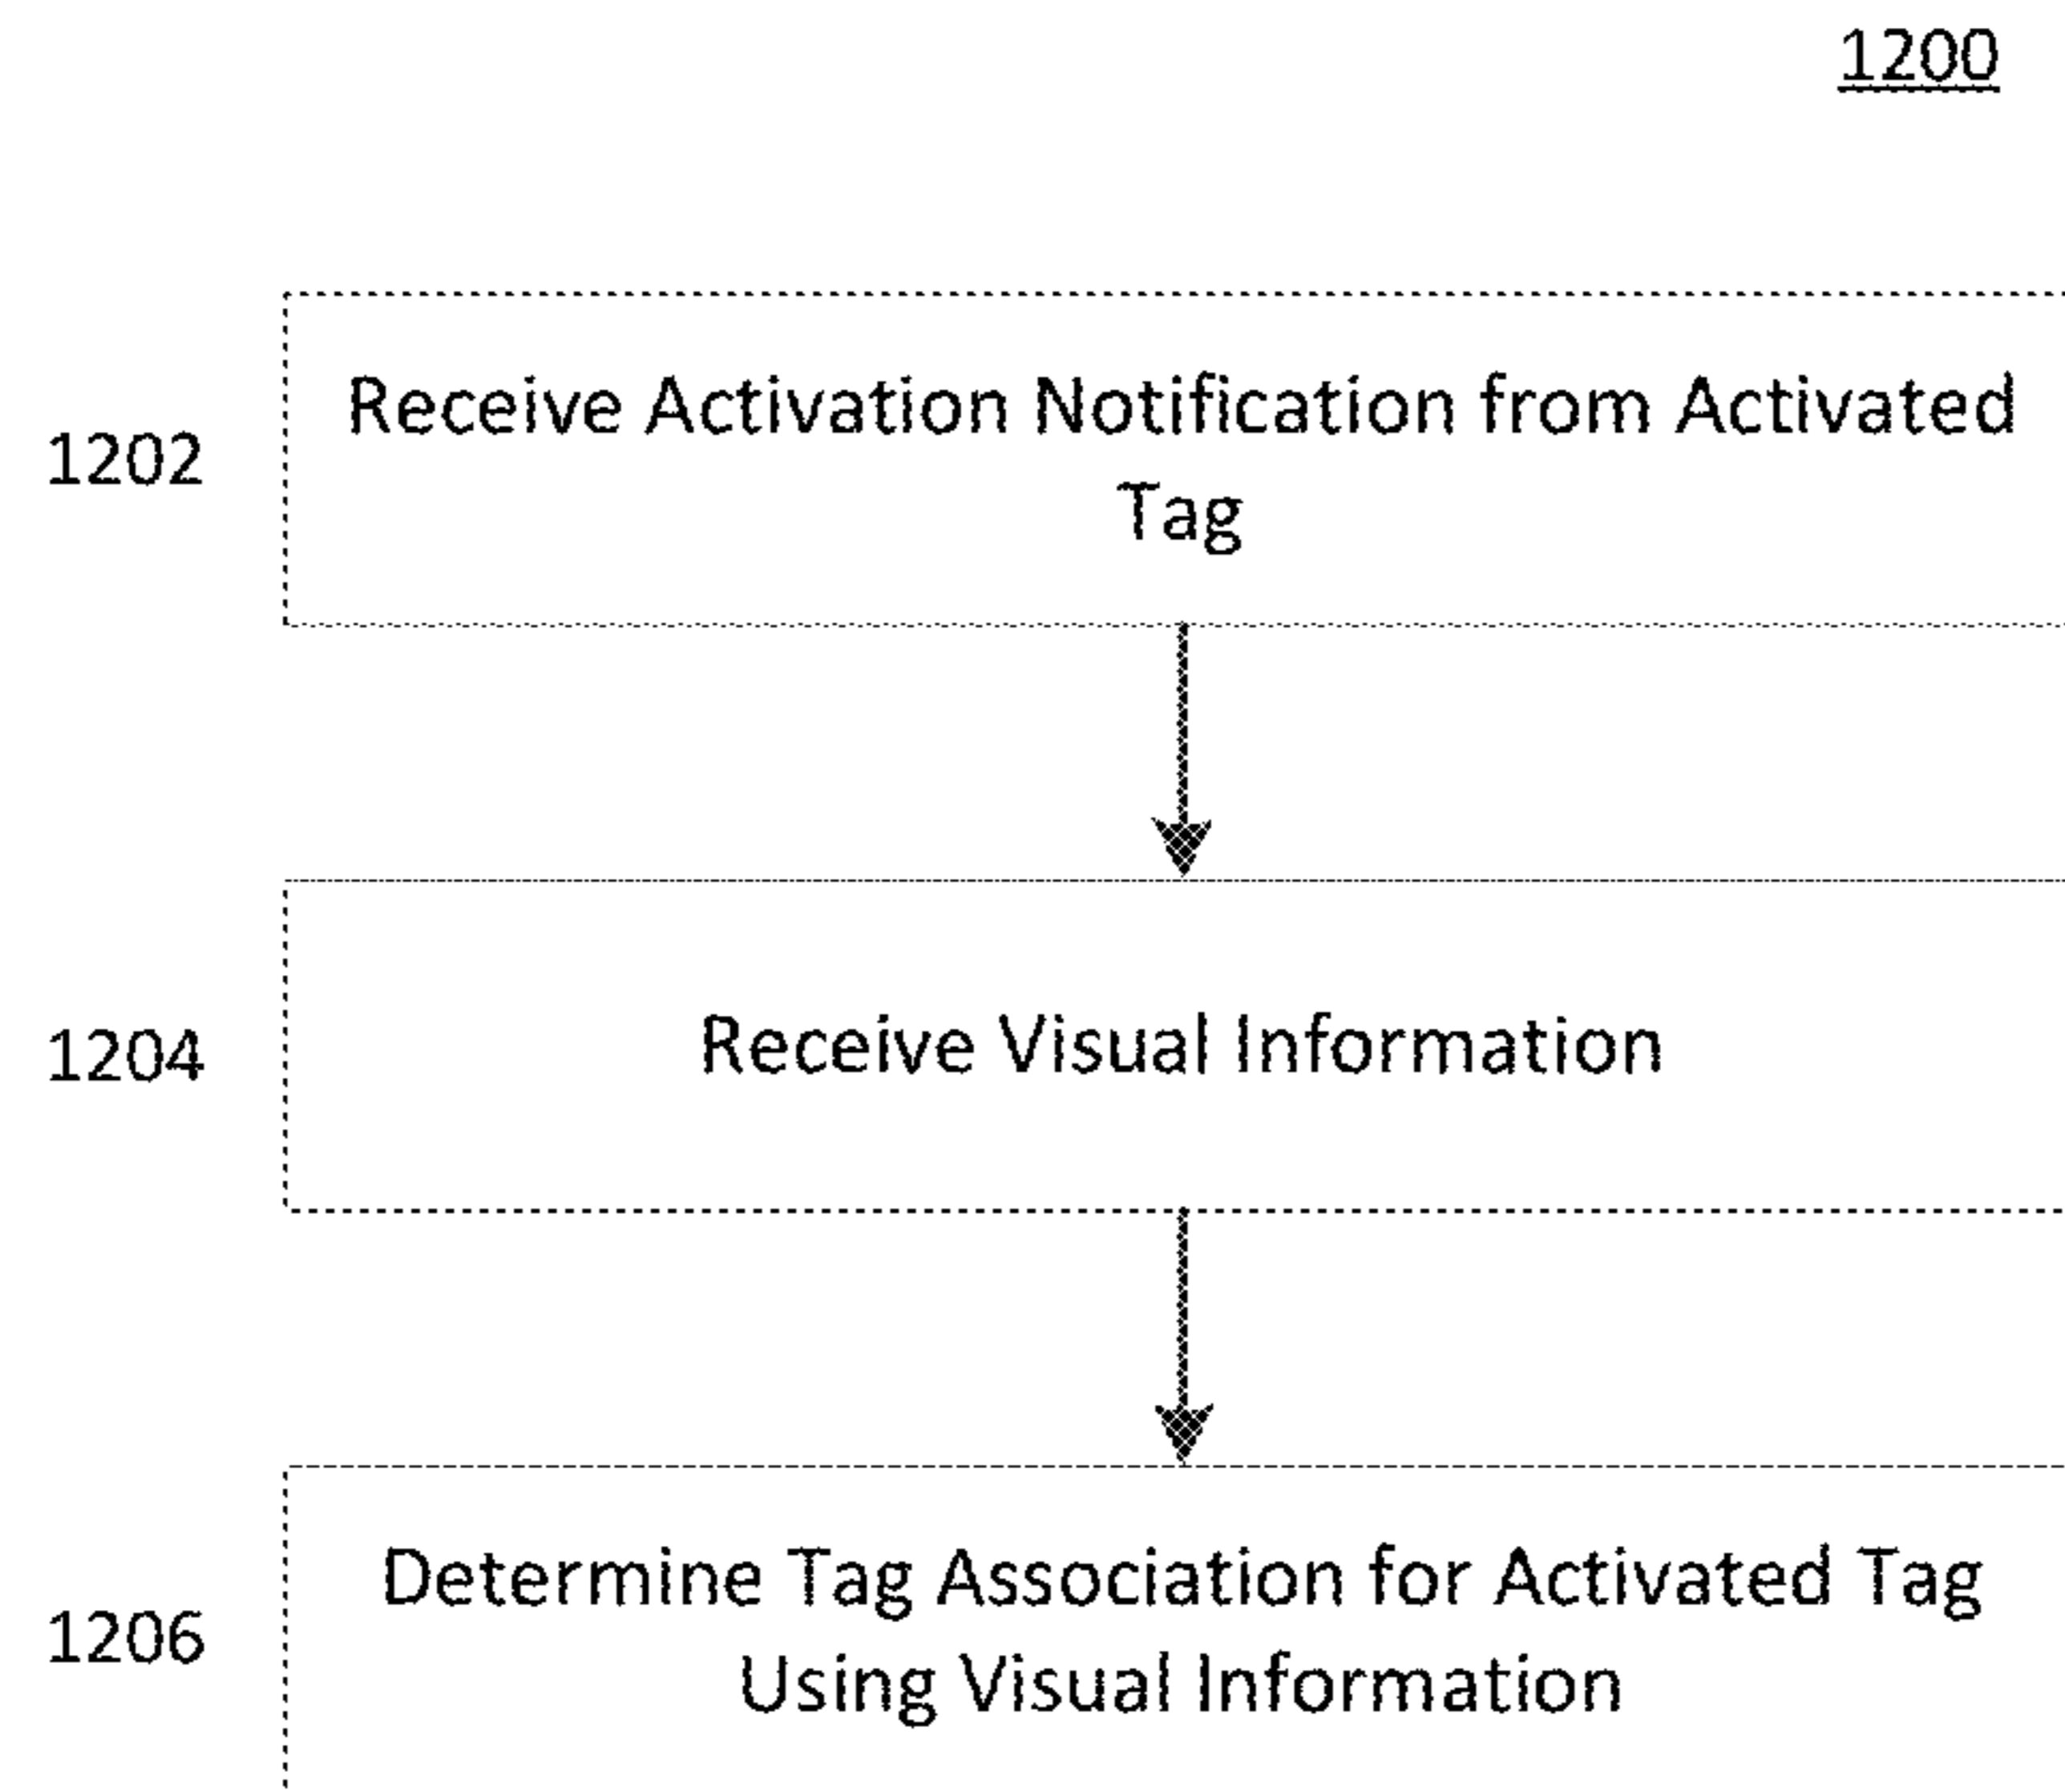 1200
1202
Receive Activation Notification from Activated
Tag
1204
Receive Visual Information
1206
Determine Tag Association for Activated Tag
Using Visual Information